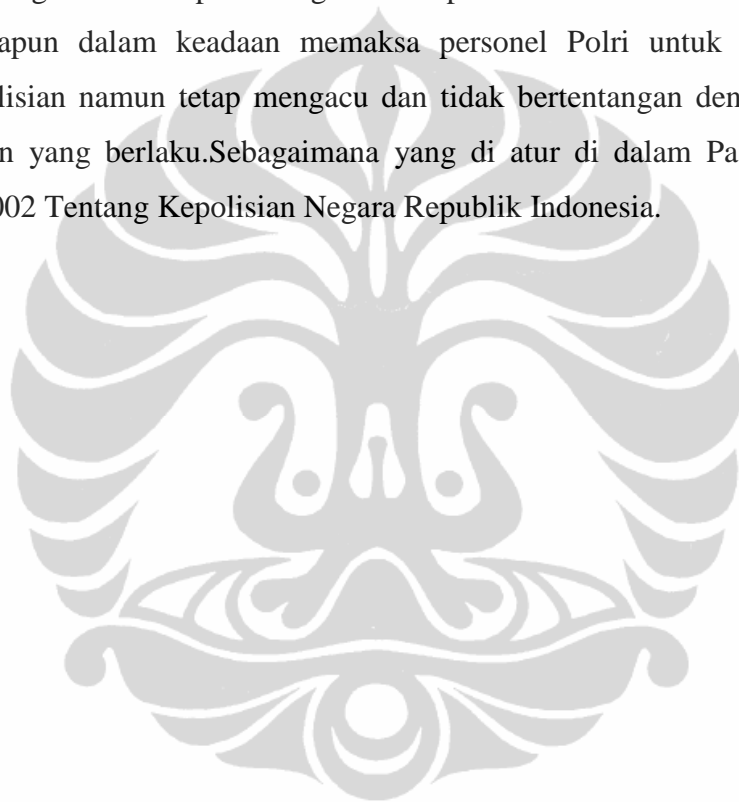 apun dalam keadaan memaksa personel Polri untuk
lisian namun tetap mengacu dan tidak bertentangan den
n yang berlaku.Sebagaimana yang di atur di dalam Pa
002 Tentang Kepolisian Negara Republik Indonesia.